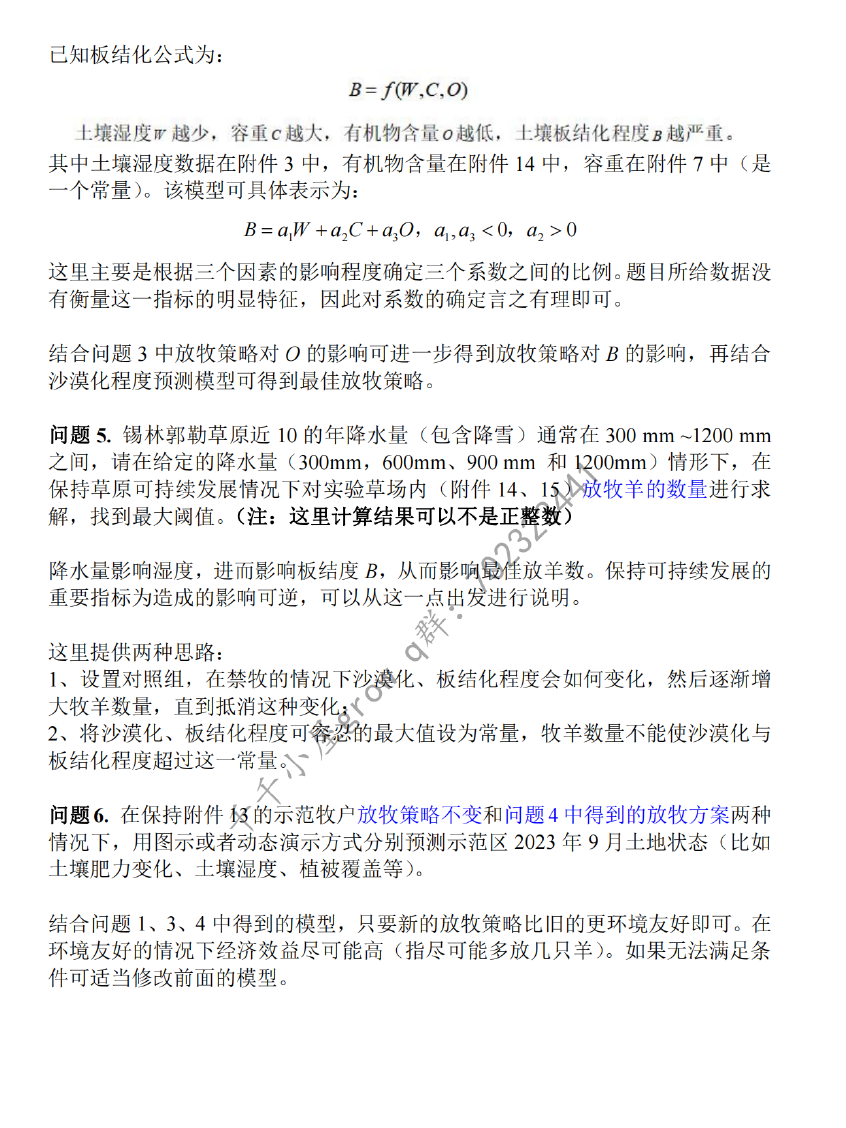 已知板结化公式为：
B = f(W,C,O)
土壤湿度W 越少，容重C越大，有机物含量O越低，土壤板结化程度B越严重。
其中土壤湿度数据在附件 3 中，有机物含量在附件 14 中，容重在附件 7 中（是
一个常量）。该模型可具体表示为：
B = a₁W + a₂C + a₃O，a₁,a₃ < 0，a₂ > 0
这里主要是根据三个因素的影响程度确定三个系数之间的比例。题目所给数据没
有衡量这一指标的明显特征，因此对系数的确定言之有理即可。
结合问题 3 中放牧策略对 O 的影响可进一步得到放牧策略对 B 的影响，再结合
沙漠化程度预测模型可得到最佳放牧策略。
问题 5. 锡林郭勒草原近 10 的年降水量（包含降雪）通常在 300 mm ~1200 mm
之间，请在给定的降水量（300mm，600mm、900 mm 和 1200mm）情形下，在
保持草原可持续发展情况下对实验草场内（附件 14、15）放牧羊的数量进行求
解，找到最大阈值。（注：这里计算结果可以不是正整数）
降水量影响湿度，进而影响板结度 B，从而影响最佳放羊数。保持可持续发展的
重要指标为造成的影响可逆，可以从这一点出发进行说明。
这里提供两种思路：
1、设置对照组，在禁牧的情况下沙漠化、板结化程度会如何变化，然后逐渐增
大牧羊数量，直到抵消这种变化；
2、将沙漠化、板结化程度可容忍的最大值设为常量，牧羊数量不能使沙漠化与
板结化程度超过这一常量。
问题 6. 在保持附件 13 的示范牧户放牧策略不变和问题 4 中得到的放牧方案两种
情况下，用图示或者动态演示方式分别预测示范区 2023 年 9 月土地状态（比如
土壤肥力变化、土壤湿度、植被覆盖等）。
结合问题 1、3、4 中得到的模型，只要新的放牧策略比旧的更环境友好即可。在
环境友好的情况下经济效益尽可能高（指尽可能多放几只羊）。如果无法满足条
件可适当修改前面的模型。